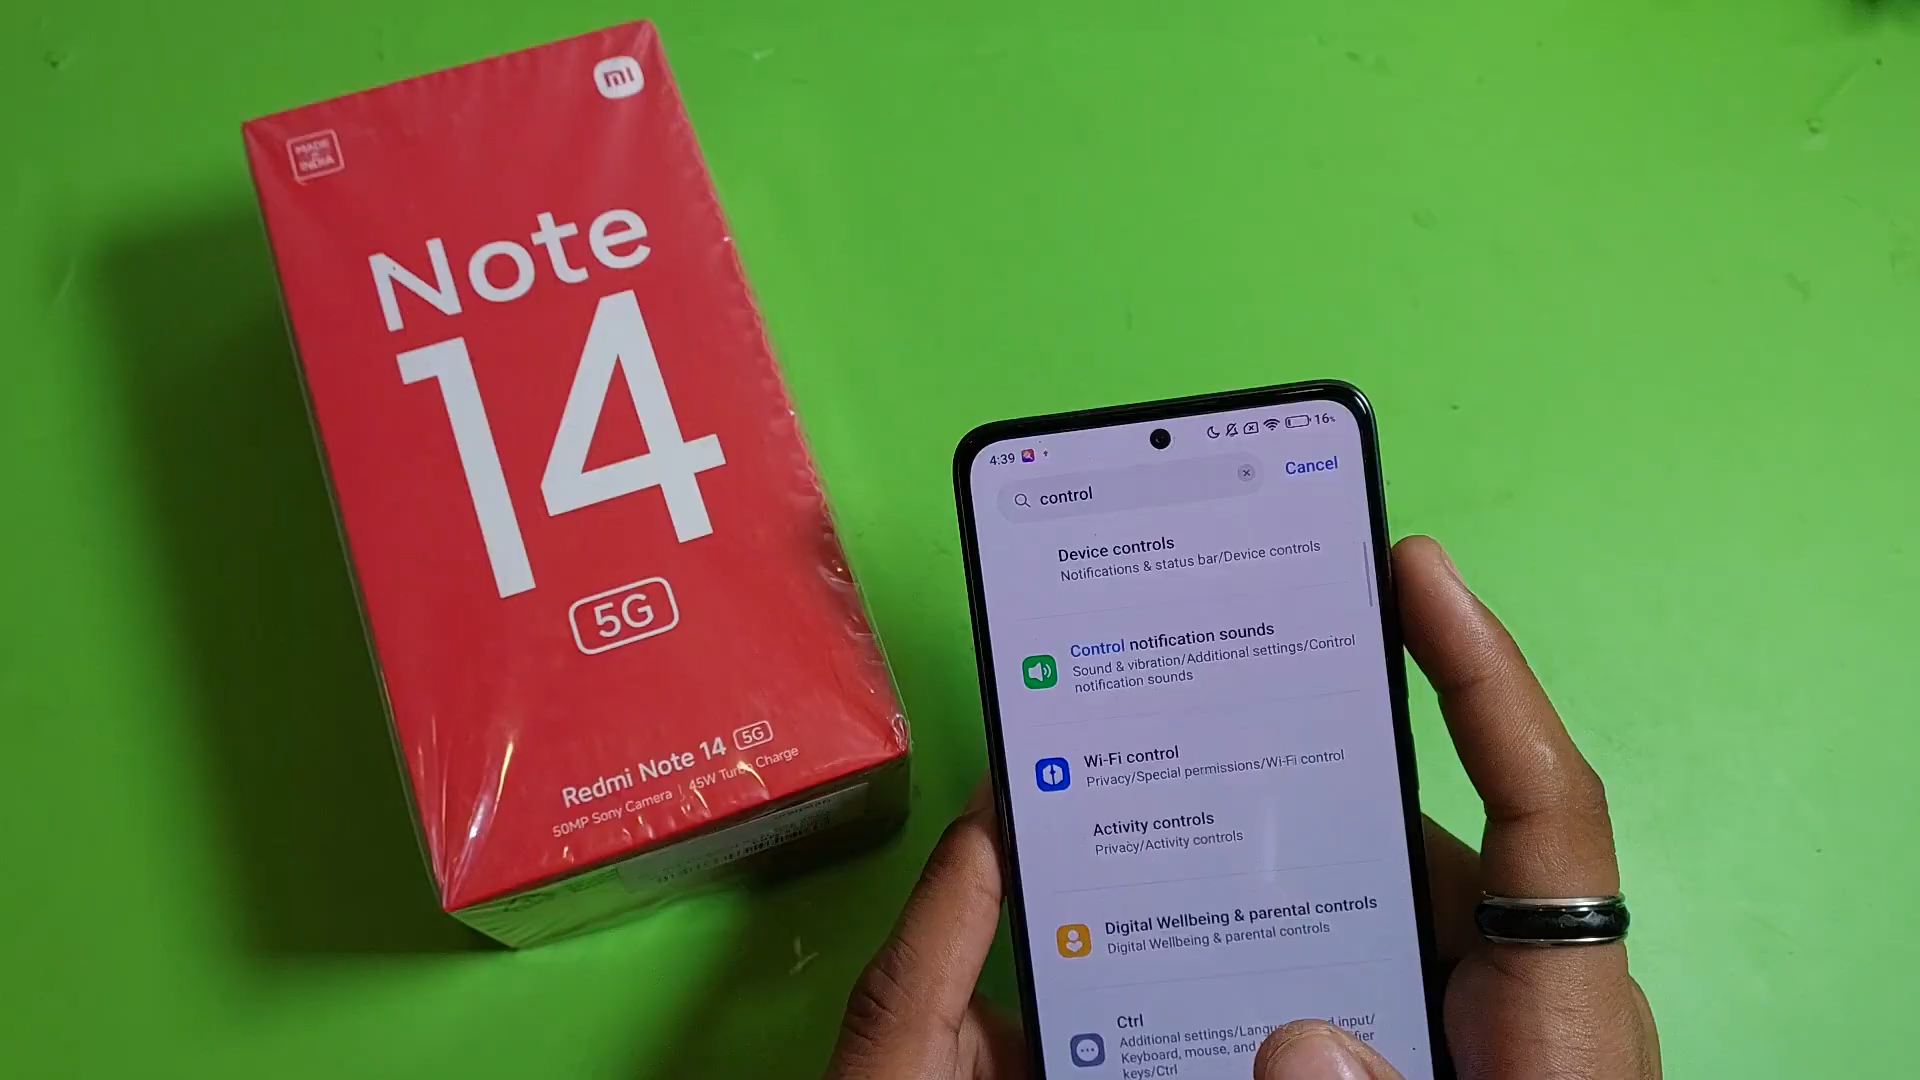 mi
MADE
IN
INDIA
Note
14
5G
Redmi Note 14 5G
50MP Sony Camera | 45W Turbo Charge
4:39
16%
control
Cancel
Device controls
Notifications & status bar/Device controls
Control notification sounds
Sound & vibration/Additional settings/Control
notification sounds
Wi-Fi control
Privacy/Special permissions/Wi-Fi control
Activity controls
Privacy/Activity controls
Digital Wellbeing & parental controls
Digital Wellbeing & parental controls
Ctrl
Additional settings/ input/
Keyboard, mouse, and
keys/Ctrl